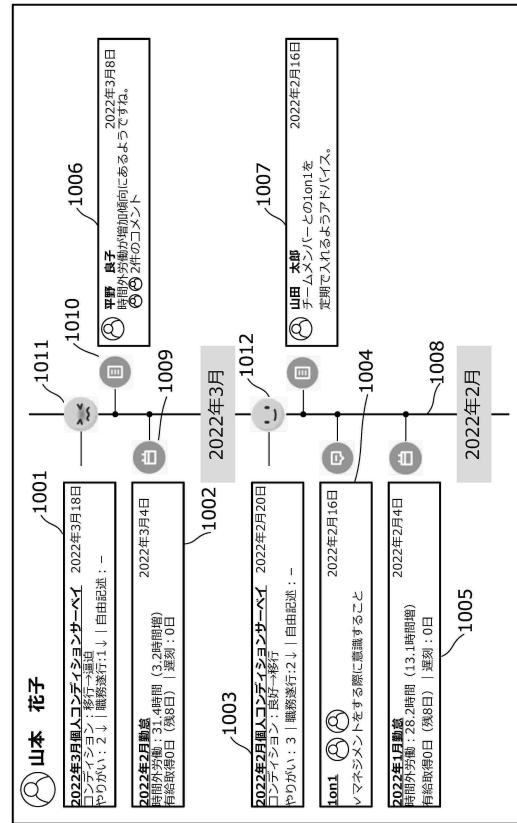 山本 花子
1001
2022年3月個人コンディションサーベイ 2022年3月18日
コンディション：移行→逼迫
やりがい：2↓｜職務遂行:1↓｜自由記述：－
2022年2月勤怠 2022年3月4日
時間外労働：31.4時間（3.2時間増）
有給取得0日（残8日）｜遅刻：0日
1002
1011
1010
1009
1006
平野 良子 2022年3月8日
時間外労働が増加傾向にあるようですね。
2件のコメント
2022年3月
1003
2022年2月個人コンディションサーベイ 2022年2月20日
コンディション：良好→移行
やりがい：3｜職務遂行:2↓｜自由記述：－
1012
1007
山田 太郎 2022年2月16日
チームメンバーとの1on1を
定期で入れるようアドバイス。
1on1 2022年2月16日
✓マネジメントをする際に意識すること
1004
2022年1月勤怠 2022年2月4日
時間外労働：28.2時間（13.1時間増）
有給取得0日（残8日）｜遅刻：0日
1005
1008
2022年2月